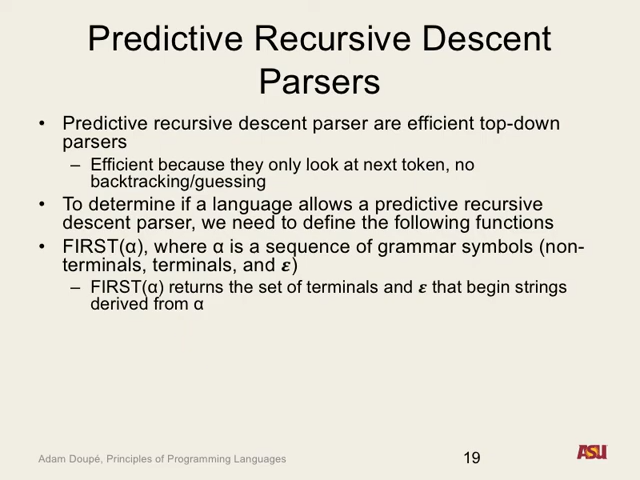 Predictive Recursive Descent
Parsers
• Predictive recursive descent parser are efficient top-down
parsers
– Efficient because they only look at next token, no
backtracking/guessing
• To determine if a language allows a predictive recursive
descent parser, we need to define the following functions
• FIRST(α), where α is a sequence of grammar symbols (non-
terminals, terminals, and ε)
– FIRST(α) returns the set of terminals and ε that begin strings
derived from α
Adam Doupé, Principles of Programming Languages
19
ASU